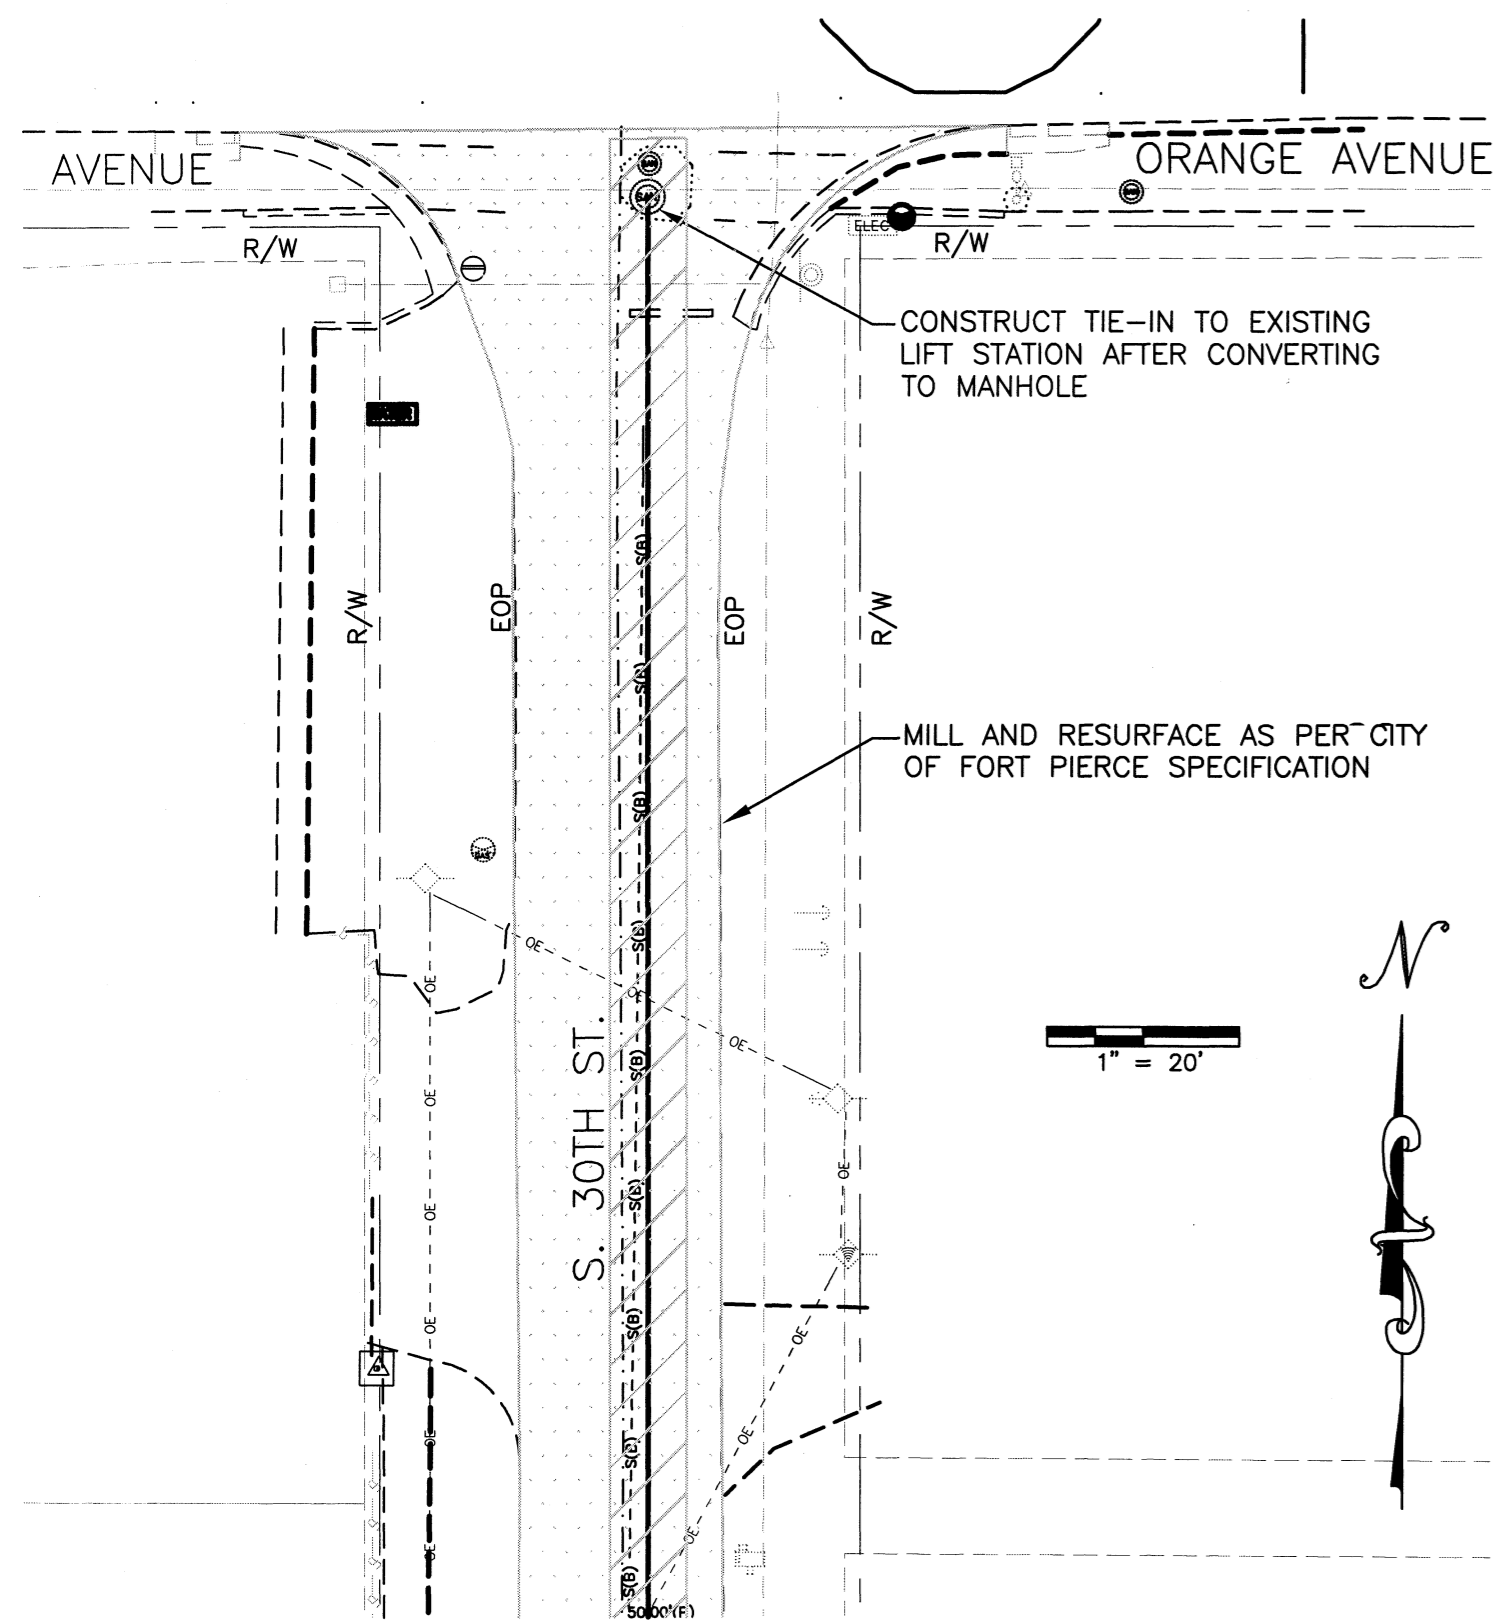 AVENUE
ORANGE AVENUE
ELEC
R/W
R/W
CONSTRUCT TIE-IN TO EXISTING
LIFT STATION AFTER CONVERTING
TO MANHOLE
S(B)
R/W
EOP
EOP
R/W
S(B)
MILL AND RESURFACE AS PER CITY
OF FORT PIERCE SPECIFICATION
S(B)
S(B)
OE
OE
OE
N
S. 30TH ST.
OE
S(B)
1" = 20'
OE
OE
S(B)
OE
S(B)
OE
OE
OE
OE
S(B)
OE
OE
S(B)